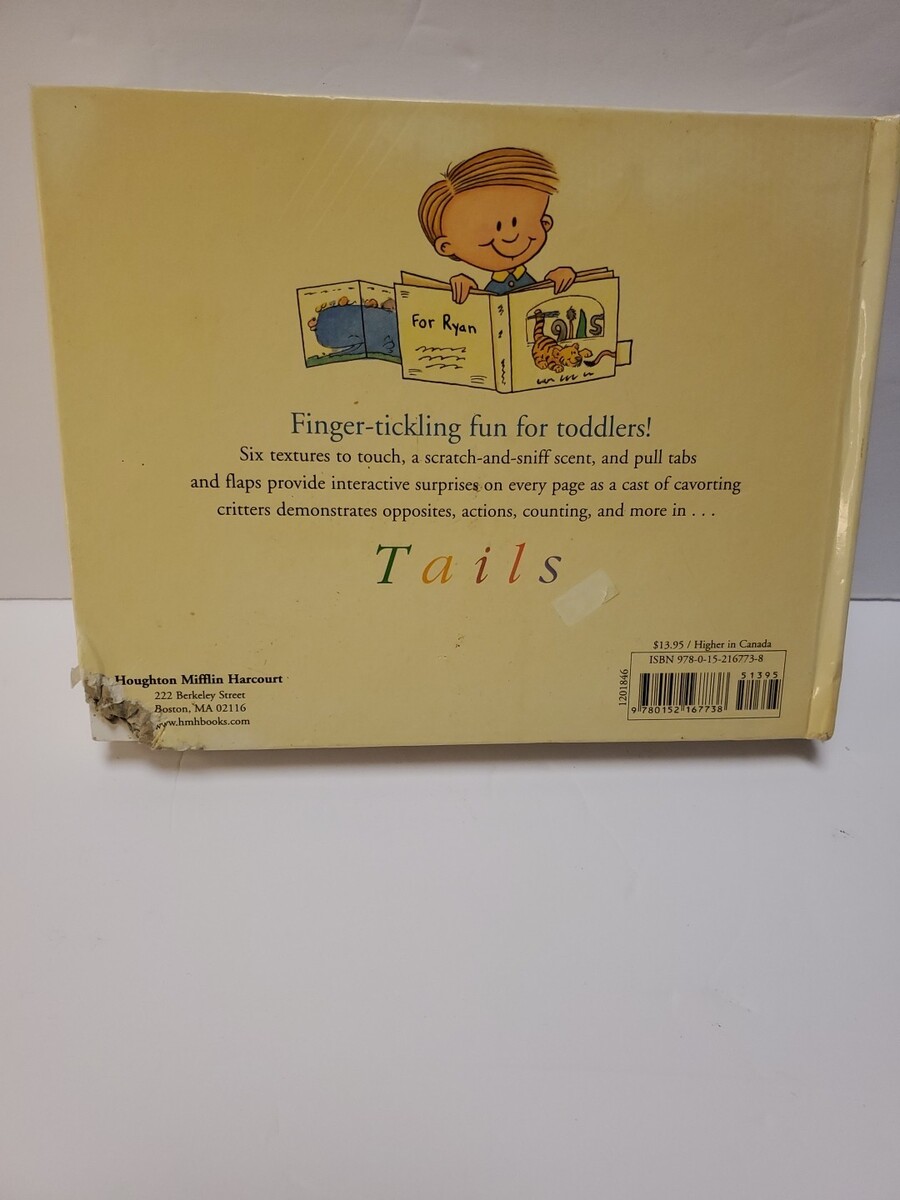 For Ryan
Tails
Finger-tickling fun for toddlers!
Six textures to touch, a scratch-and-sniff scent, and pull tabs
and flaps provide interactive surprises on every page as a cast of cavorting
critters demonstrates opposites, actions, counting, and more in . . .
Tails
$13.95 / Higher in Canada
ISBN 978-0-15-216773-8
51395
1201846
9 780152 167738
Houghton Mifflin Harcourt
222 Berkeley Street
Boston, MA 02116
www.hmhbooks.com